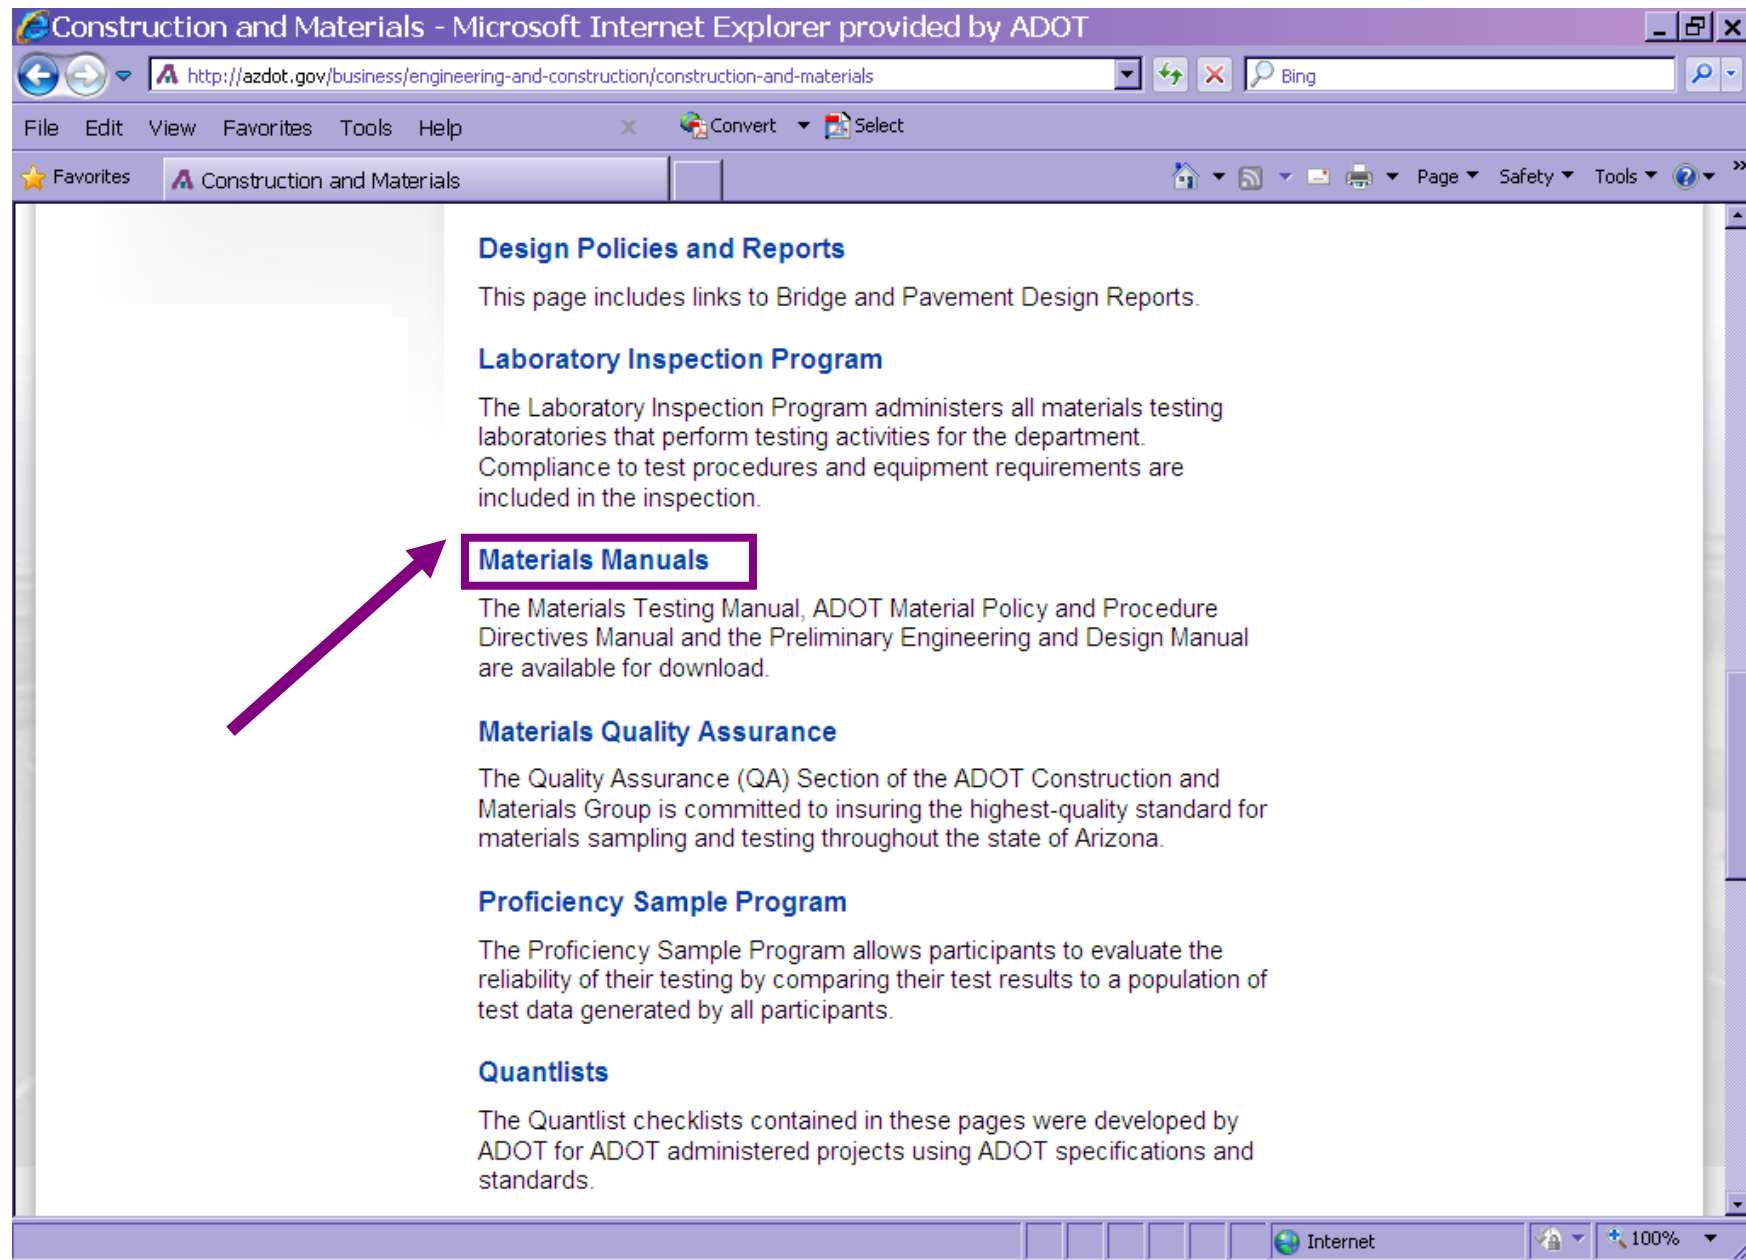 Construction and Materials - Microsoft Internet Explorer provided by ADOT
http://azdot.gov/business/engineering-and-construction/construction-and-materials
Bing
File Edit View Favorites Tools Help x Convert Select
Favorites Construction and Materials Page Safety Tools »
Design Policies and Reports
This page includes links to Bridge and Pavement Design Reports.
Laboratory Inspection Program
The Laboratory Inspection Program administers all materials testing
laboratories that perform testing activities for the department.
Compliance to test procedures and equipment requirements are
included in the inspection.
Materials Manuals
The Materials Testing Manual, ADOT Material Policy and Procedure
Directives Manual and the Preliminary Engineering and Design Manual
are available for download.
Materials Quality Assurance
The Quality Assurance (QA) Section of the ADOT Construction and
Materials Group is committed to insuring the highest-quality standard for
materials sampling and testing throughout the state of Arizona.
Proficiency Sample Program
The Proficiency Sample Program allows participants to evaluate the
reliability of their testing by comparing their test results to a population of
test data generated by all participants.
Quantlists
The Quantlist checklists contained in these pages were developed by
ADOT for ADOT administered projects using ADOT specifications and
standards.
Internet 100%